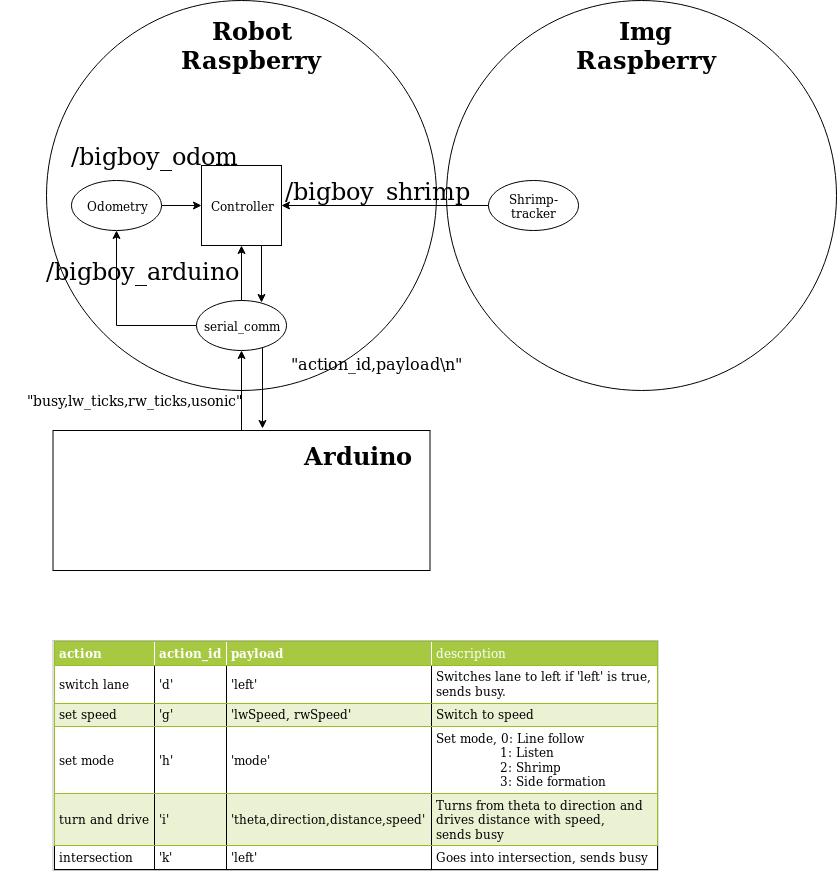 Robot
Raspberry
Img
Raspberry
/bigboy_odom
/bigboy_shrimp
Odometry
Controller
Shrimp-
tracker
/bigboy_arduino
serial_comm
"action_id,payload\n"
"busy,lw_ticks,rw_ticks,usonic"
Arduino
action action_id payload description
switch lane 'd' 'left' Switches lane to left if 'left' is true,
sends busy.
set speed 'g' 'lwSpeed, rwSpeed' Switch to speed
set mode 'h' 'mode' Set mode, 0: Line follow
1: Listen
2: Shrimp
3: Side formation
turn and drive 'i' 'theta,direction,distance,speed' Turns from theta to direction and
drives distance with speed,
sends busy
intersection 'k' 'left' Goes into intersection, sends busy